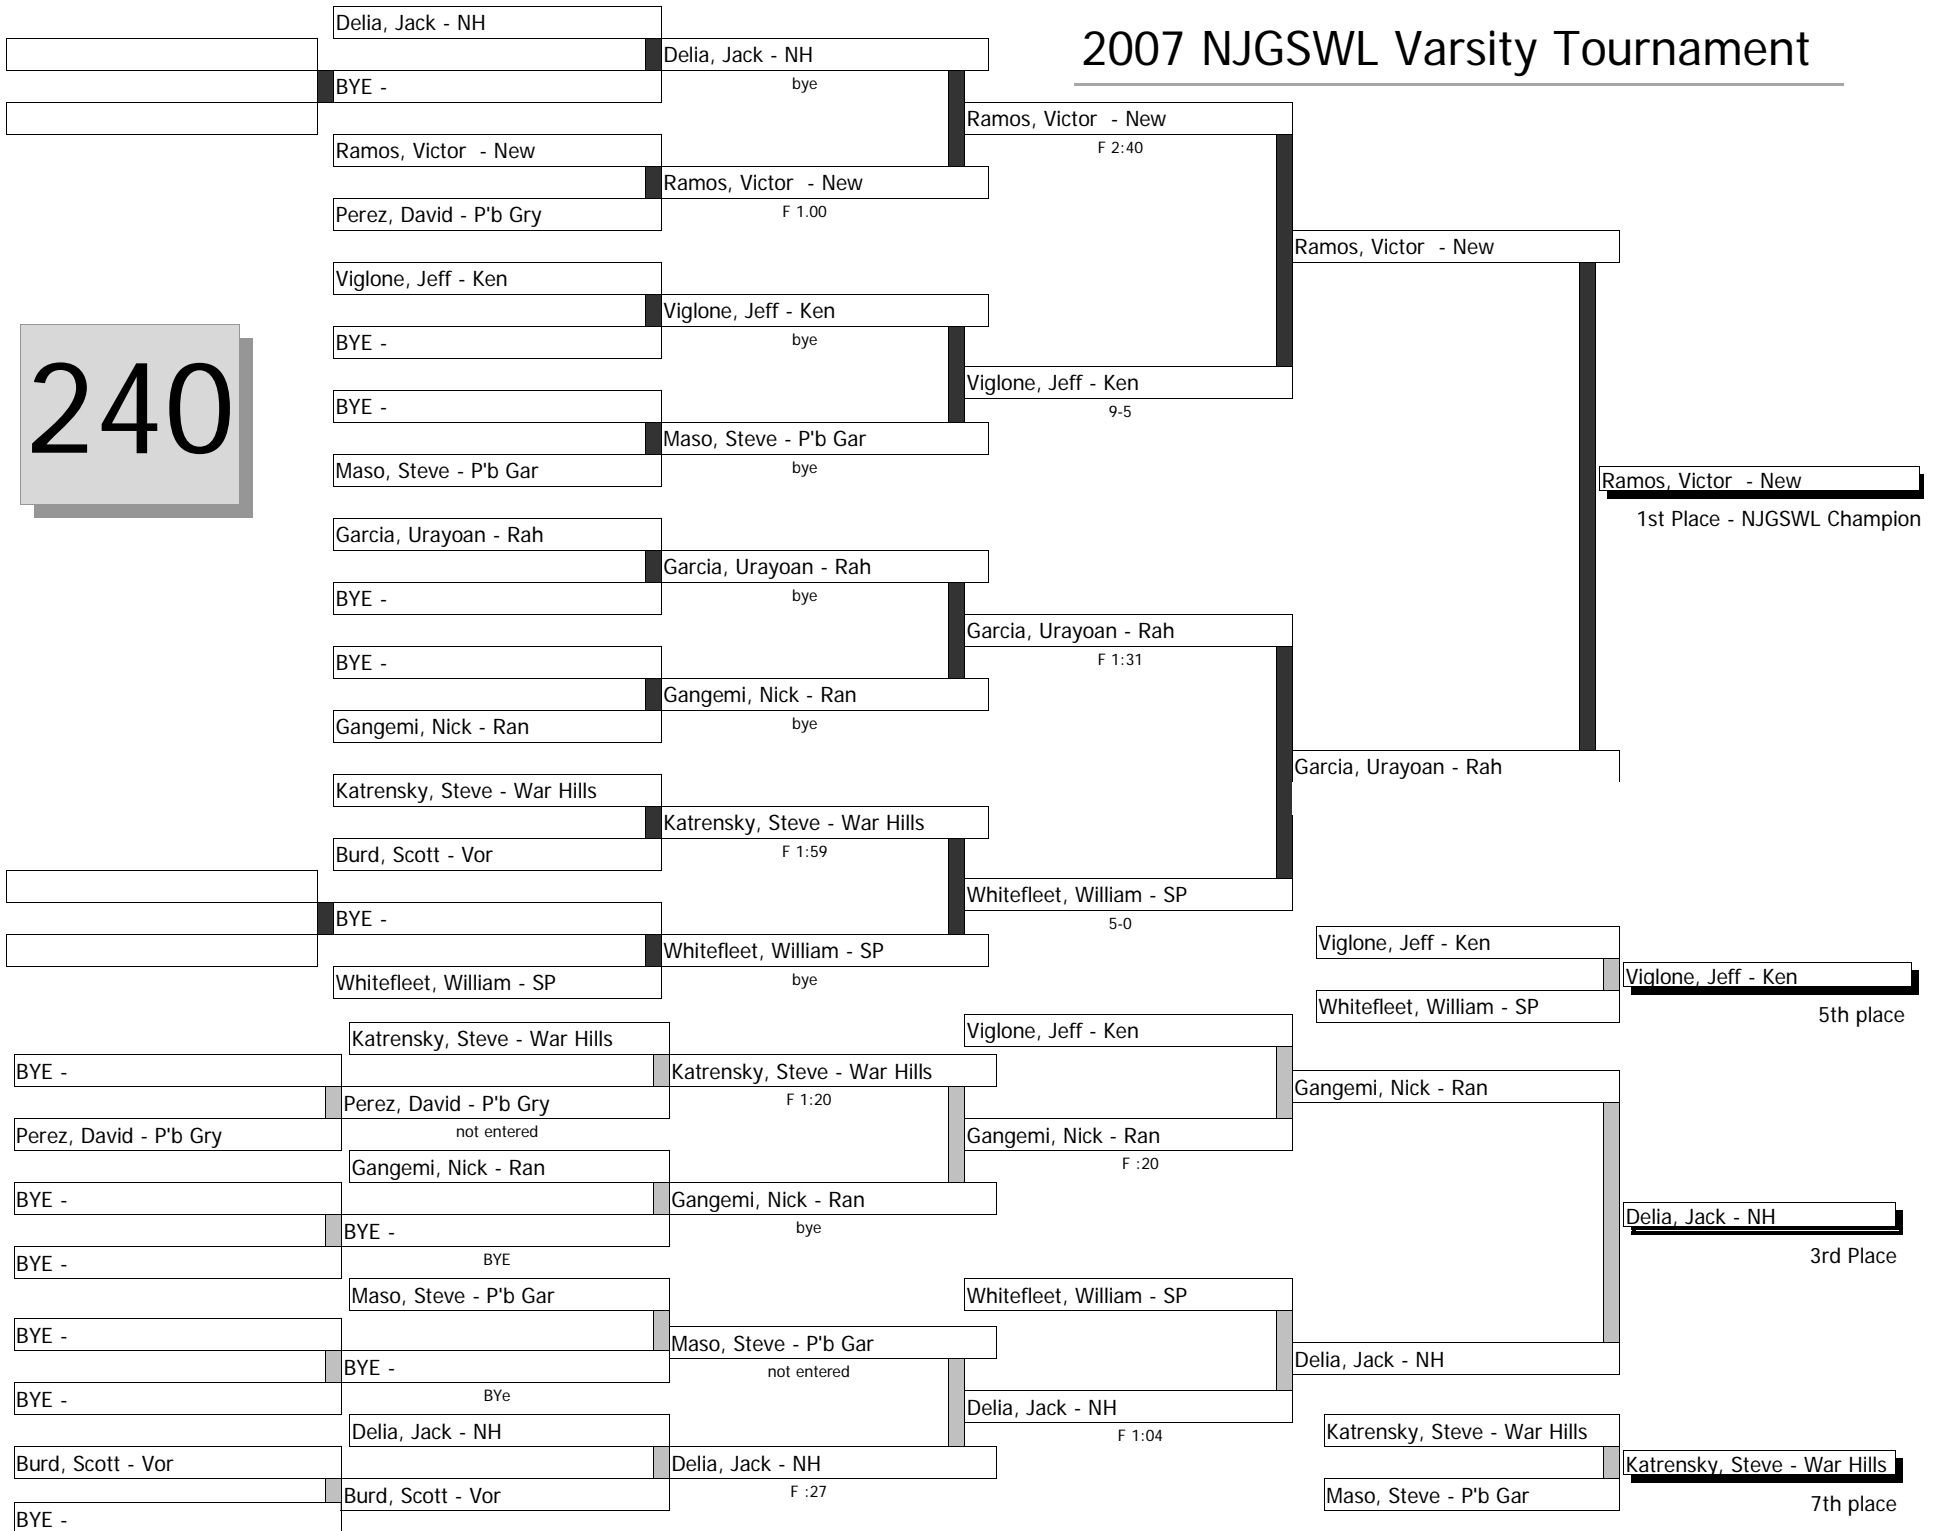 2007 NJGSWL Varsity Tournament
240
Delia, Jack - NH
BYE -
Ramos, Victor - New
Perez, David - P'b Gry
Viglone, Jeff - Ken
BYE -
BYE -
Maso, Steve - P'b Gar
Garcia, Urayoan - Rah
BYE -
BYE -
Gangemi, Nick - Ran
Katrensky, Steve - War Hills
Burd, Scott - Vor
BYE -
Whitefleet, William - SP
Delia, Jack - NH
bye
Ramos, Victor - New
F 1.00
Viglone, Jeff - Ken
bye
Maso, Steve - P'b Gar
bye
Garcia, Urayoan - Rah
bye
Gangemi, Nick - Ran
bye
Katrensky, Steve - War Hills
F 1:59
Whitefleet, William - SP
bye
Ramos, Victor - New
F 2:40
Viglone, Jeff - Ken
9-5
Garcia, Urayoan - Rah
F 1:31
Whitefleet, William - SP
5-0
Ramos, Victor - New
Garcia, Urayoan - Rah
Ramos, Victor - New
1st Place - NJGSWL Champion
Viglone, Jeff - Ken
Whitefleet, William - SP
Viglone, Jeff - Ken
5th place
BYE -
Perez, David - P'b Gry
BYE -
BYE -
BYE -
BYE -
Burd, Scott - Vor
BYE -
Katrensky, Steve - War Hills
Perez, David - P'b Gry
not entered
Gangemi, Nick - Ran
BYE -
BYE
Maso, Steve - P'b Gar
BYE -
BYe
Delia, Jack - NH
Burd, Scott - Vor
Katrensky, Steve - War Hills
F 1:20
Gangemi, Nick - Ran
bye
Maso, Steve - P'b Gar
not entered
Delia, Jack - NH
F :27
Viglone, Jeff - Ken
Gangemi, Nick - Ran
F :20
Whitefleet, William - SP
Delia, Jack - NH
F 1:04
Gangemi, Nick - Ran
Delia, Jack - NH
Delia, Jack - NH
3rd Place
Katrensky, Steve - War Hills
Maso, Steve - P'b Gar
Katrensky, Steve - War Hills
7th place